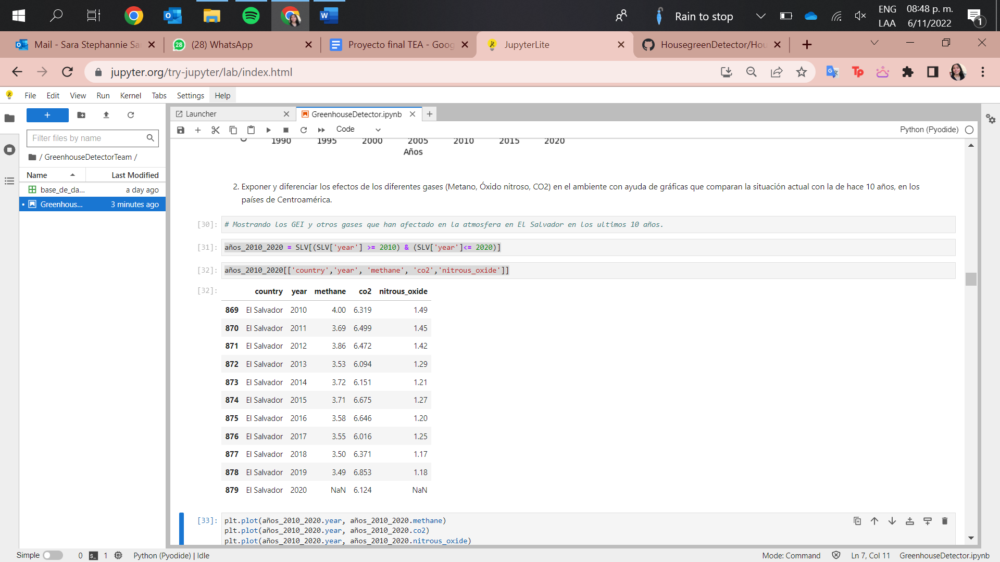 Rain to stop
ENG
LAA
08:48 p. m.
6/11/2022
1
Mail - Sara Stephannie Sa
(28) WhatsApp
Proyecto final TEA - Goog
JupyterLite
HousegreenDetector/Hou
jupyter.org/try-jupyter/lab/index.html
File Edit View Run Kernel Tabs Settings Help
Filter files by name
/ GreenhouseDetectorTeam /
Name Last Modified
base_de_da... a day ago
Greenhous... 3 minutes ago
Launcher
GreenhouseDetector.ipynb
Code
Python (Pyodide)
1990 1995 2000 2005 2010 2015 2020
Años
2. Exponer y diferenciar los efectos de los diferentes gases (Metano, Óxido nitroso, CO2) en el ambiente con ayuda de gráficas que comparan la situación actual con la de hace 10 años, en los
países de Centroamérica.
[30]: # Mostrando los GEI y otros gases que han afectado en la atmosfera en El Salvador en los ultimos 10 años.
[31]: años_2010_2020 = SLV[(SLV['year'] >= 2010) & (SLV['year']<= 2020)]
[32]: años_2010_2020[['country','year', 'methane', 'co2','nitrous_oxide']]
[32]: country year methane co2 nitrous_oxide
869 El Salvador 2010 4.00 6.319 1.49
870 El Salvador 2011 3.69 6.499 1.45
871 El Salvador 2012 3.86 6.472 1.42
872 El Salvador 2013 3.53 6.094 1.29
873 El Salvador 2014 3.72 6.151 1.21
874 El Salvador 2015 3.71 6.675 1.27
875 El Salvador 2016 3.58 6.646 1.20
876 El Salvador 2017 3.55 6.016 1.25
877 El Salvador 2018 3.50 6.371 1.17
878 El Salvador 2019 3.49 6.853 1.18
879 El Salvador 2020 NaN 6.124 NaN
[33]: plt.plot(años_2010_2020.year, años_2010_2020.methane)
plt.plot(años_2010_2020.year, años_2010_2020.co2)
plt.plot(años_2010_2020.year, años_2010_2020.nitrous_oxide)
Simple 0 1 Python (Pyodide) | Idle
Mode: Command Ln 7, Col 11 GreenhouseDetector.ipynb